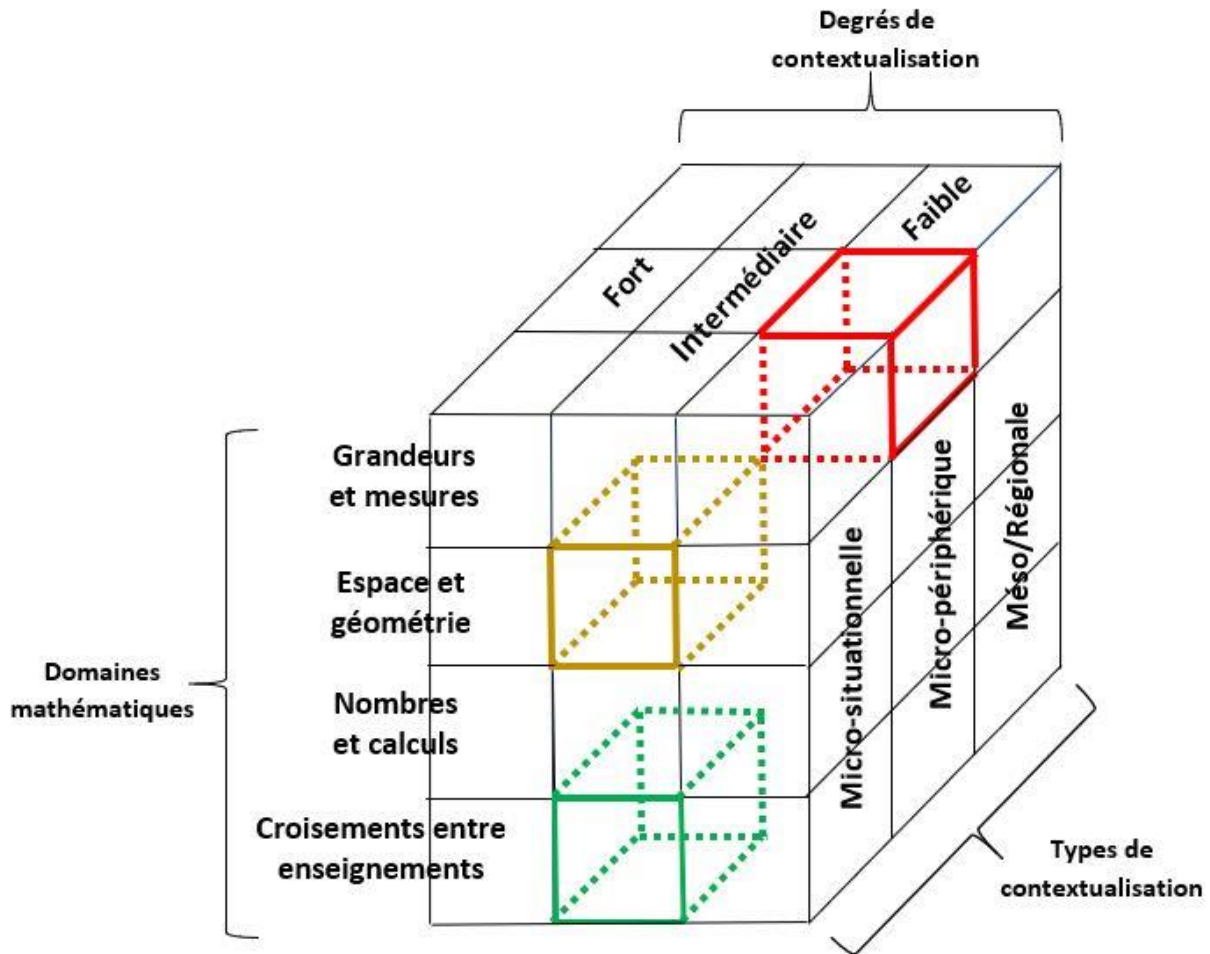 Degrés de
contextualisation
Faible
Intermédiaire
Fort
Grandeurs
et mesures
Espace et
géométrie
Domaines
mathématiques
Nombres
et calculs
Croisements entre
enseignements
Micro-situationnelle
Micro-périphérique
Méso/Régionale
Types de
contextualisation